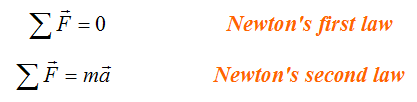 ∑F⃗ = 0 Newton's first law
∑F⃗ = ma⃗ Newton's second law